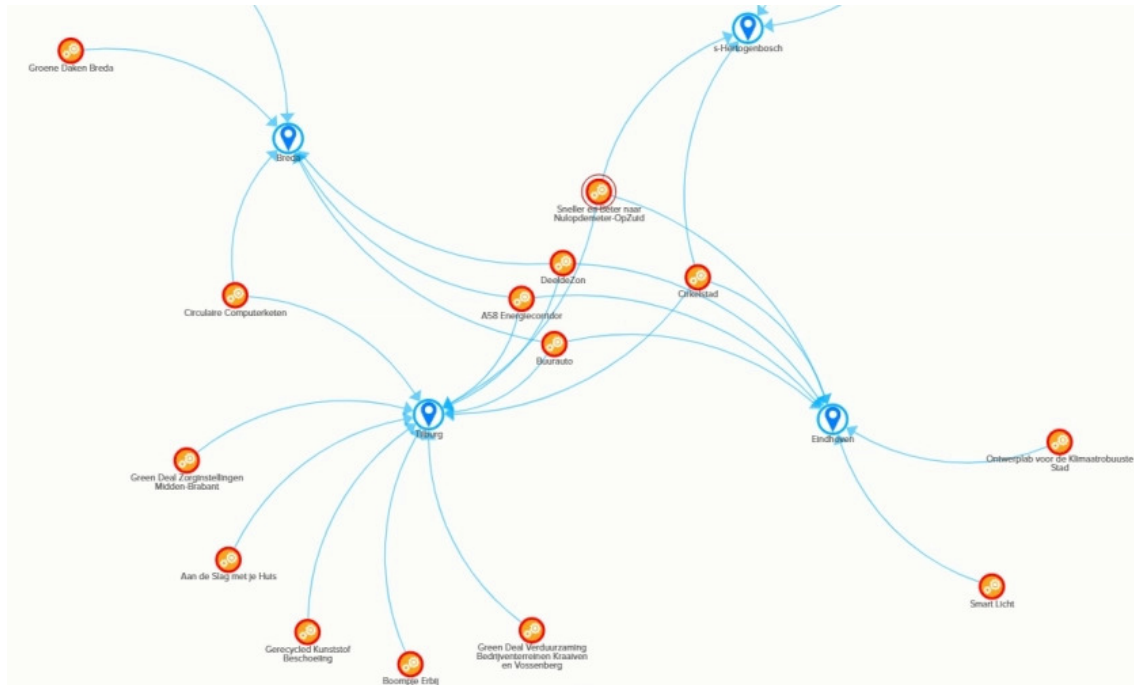 s-Hertogenbosch
Groene Daken Breda
Breda
Sneller en Beter naar
Nulopdemeter-OpZuid
DeeldeZon
Cirkelstad
Circulaire Computerketen
A58 Energiecorridor
Buurauto
Tilburg
Eindhoven
Ontwerplab voor de Klimaatrobuuste
Stad
Green Deal Zorginstellingen
Midden-Brabant
Aan de Slag met je Huis
Smart Licht
Gerecycled Kunststof
Beschoeiing
Green Deal Verduurzaming
Bedrijventerreinen Kraaiven
en Vossenberg
Boompje Erbij